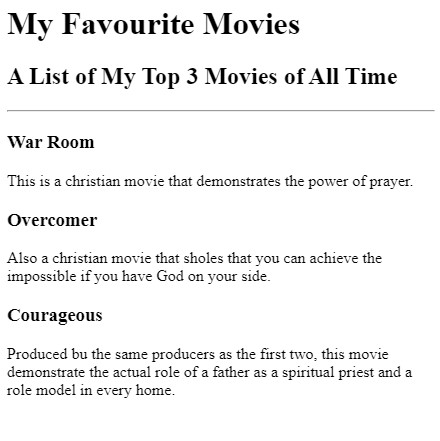 My Favourite Movies
A List of My Top 3 Movies of All Time
War Room
This is a christian movie that demonstrates the power of prayer.
Overcomer
Also a christian movie that sholes that you can achieve the
impossible if you have God on your side.
Courageous
Produced bu the same producers as the first two, this movie
demonstrate the actual role of a father as a spiritual priest and a
role model in every home.